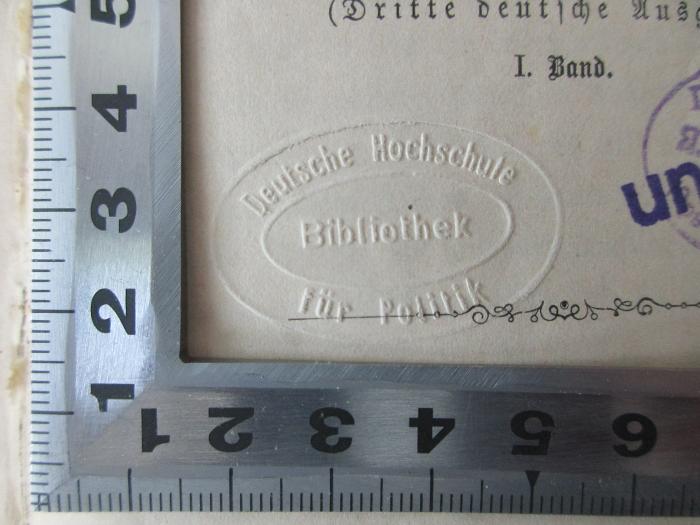 (Dritte deutsche
I. Band.
Deutsche Hochschule
Bibliothek
für Politik
un
5
4
3
2
1
1 2 3 4 5 6